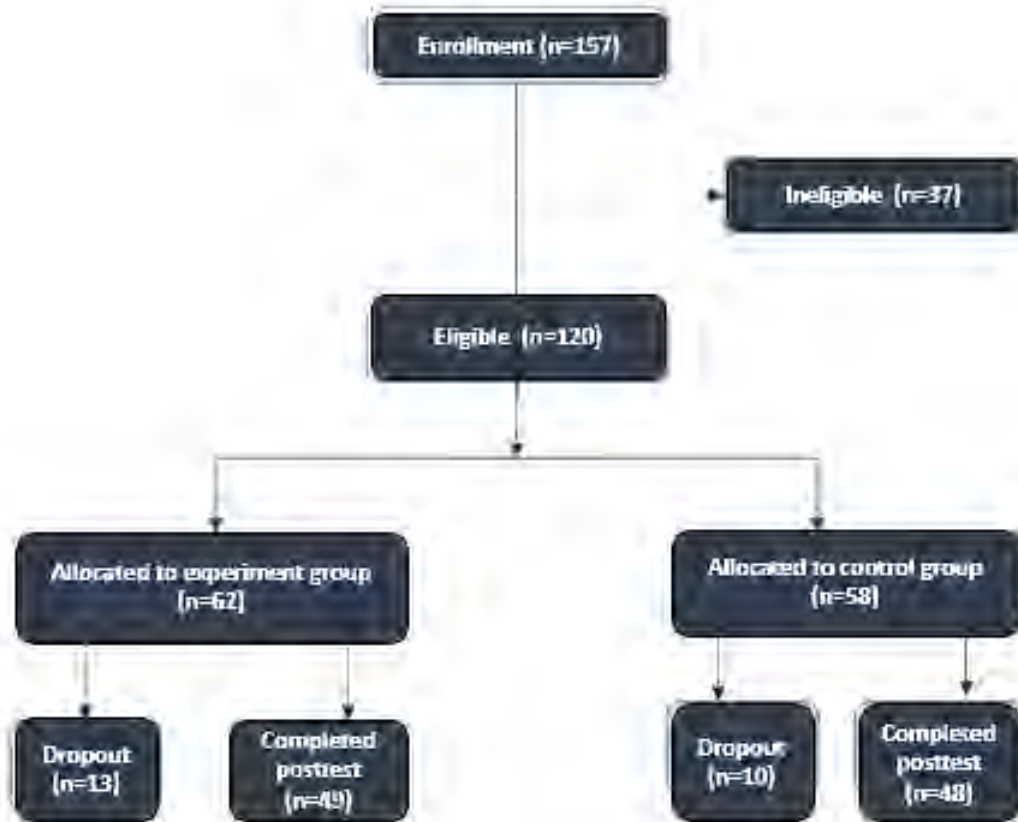 Enrollment (n=157)
Ineligible (n=37)
Eligible (n=120)
Allocated to experiment group
(n=62)
Allocated to control group
(n=58)
Dropout
(n=13)
Completed
posttest
(n=49)
Dropout
(n=10)
Completed
posttest
(n=48)